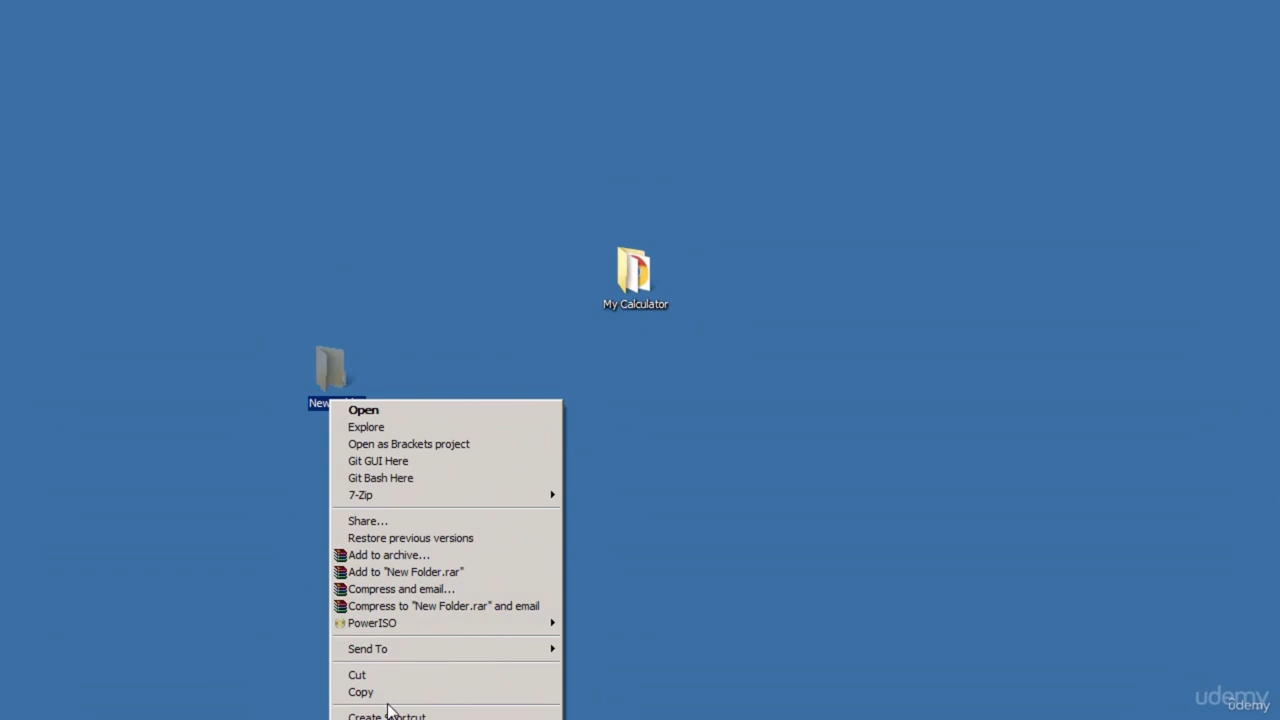 My Calculator
New
Open
Explore
Open as Brackets project
Git GUI Here
Git Bash Here
7-Zip
Share...
Restore previous versions
Add to archive...
Add to "New Folder.rar"
Compress and email...
Compress to "New Folder.rar" and email
PowerISO
Send To
Cut
Copy
Create Shortcut
udemy
udemy